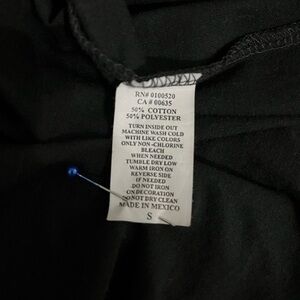 RN# 0100520
CA # 00635
50% COTTON
50% POLYESTER
TURN INSIDE OUT
MACHINE WASH COLD
WITH LIKE COLORS
ONLY NON-CHLORINE
BLEACH
WHEN NEEDED
TUMBLE DRY LOW
WARM IRON ON
REVERSE SIDE
IF NEEDED
DO NOT IRON
ON DECORATION
DO NOT DRY CLEAN
MADE IN MEXICO
S